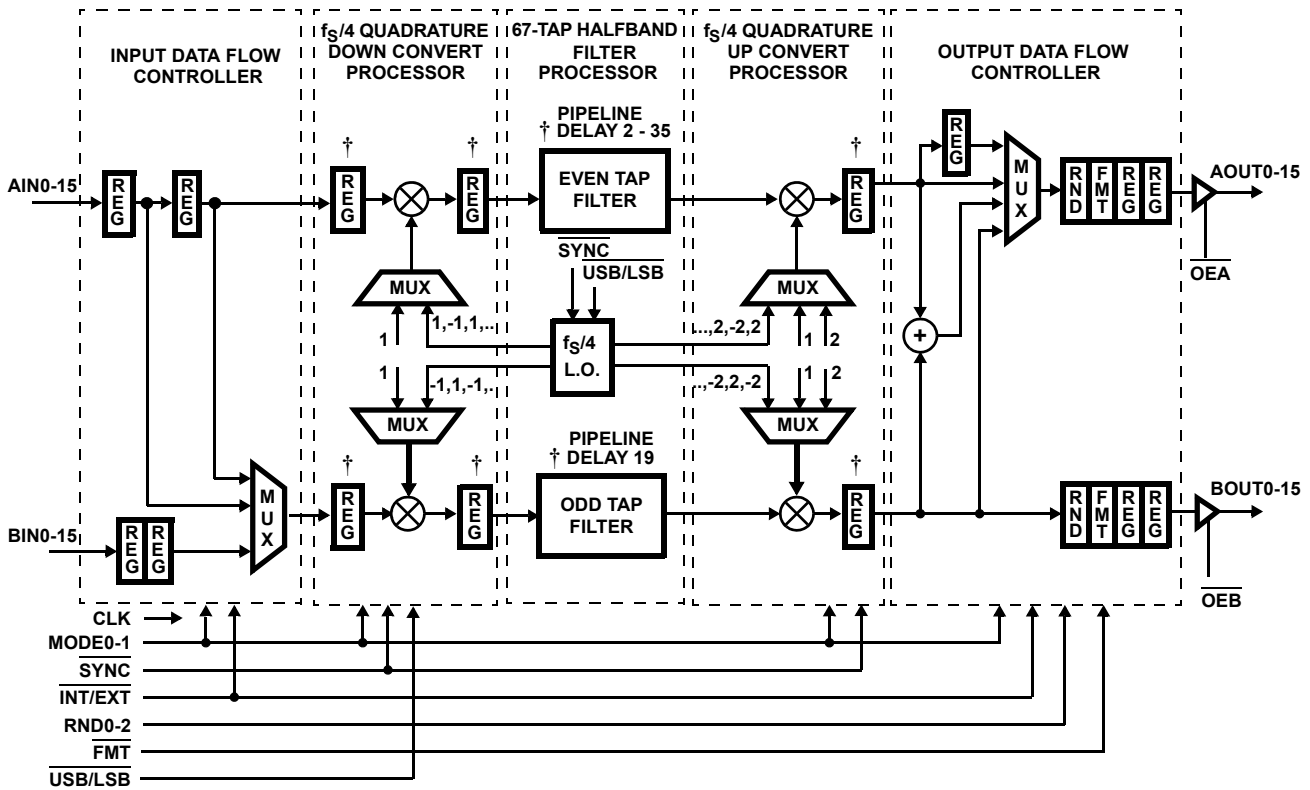 INPUT DATA FLOW
CONTROLLER
fS/4 QUADRATURE
DOWN CONVERT
PROCESSOR
67-TAP HALFBAND
FILTER
PROCESSOR
fS/4 QUADRATURE
UP CONVERT
PROCESSOR
OUTPUT DATA FLOW
CONTROLLER
AIN0-15
REG
REG
†
REG
†
REG
PIPELINE
† DELAY 2 - 35
EVEN TAP
FILTER
†
REG
REG
MUX
RND
FMT
REG
REG
AOUT0-15
OEA
SYNC
USB/LSB
MUX
1
1,-1,1,..
fS/4
L.O.
MUX
...,2,-2,2
1
2
+
1
-1,1,-1,..
MUX
..,-2,2,-2
1
2
MUX
BIN0-15
REG
REG
MUX
†
REG
†
REG
PIPELINE
† DELAY 19
ODD TAP
FILTER
†
REG
RND
FMT
REG
REG
BOUT0-15
OEB
CLK
MODE0-1
SYNC
INT/EXT
RND0-2
FMT
USB/LSB